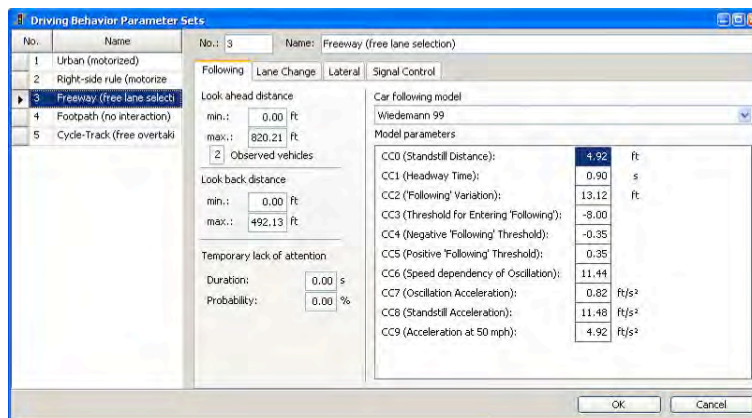 Driving Behavior Parameter Sets
No. Name
1 Urban (motorized)
2 Right-side rule (motorize
3 Freeway (free lane selecti
4 Footpath (no interaction)
5 Cycle-Track (free overtaki
No.: 3 Name: Freeway (free lane selection)
Following Lane Change Lateral Signal Control
Look ahead distance
min.: 0.00 ft
max.: 820.21 ft
2 Observed vehicles
Look back distance
min.: 0.00 ft
max.: 492.13 ft
Temporary lack of attention
Duration: 0.00 s
Probability: 0.00 %
Car following model
Wiedemann 99
Model parameters
CC0 (Standstill Distance): 4.92 ft
CC1 (Headway Time): 0.90 s
CC2 ('Following' Variation): 13.12 ft
CC3 (Threshold for Entering 'Following'): -8.00
CC4 (Negative 'Following' Threshold): -0.35
CC5 (Positive 'Following' Threshold): 0.35
CC6 (Speed dependency of Oscillation): 11.44
CC7 (Oscillation Acceleration): 0.82 ft/s²
CC8 (Standstill Acceleration): 11.48 ft/s²
CC9 (Acceleration at 50 mph): 4.92 ft/s²
OK Cancel